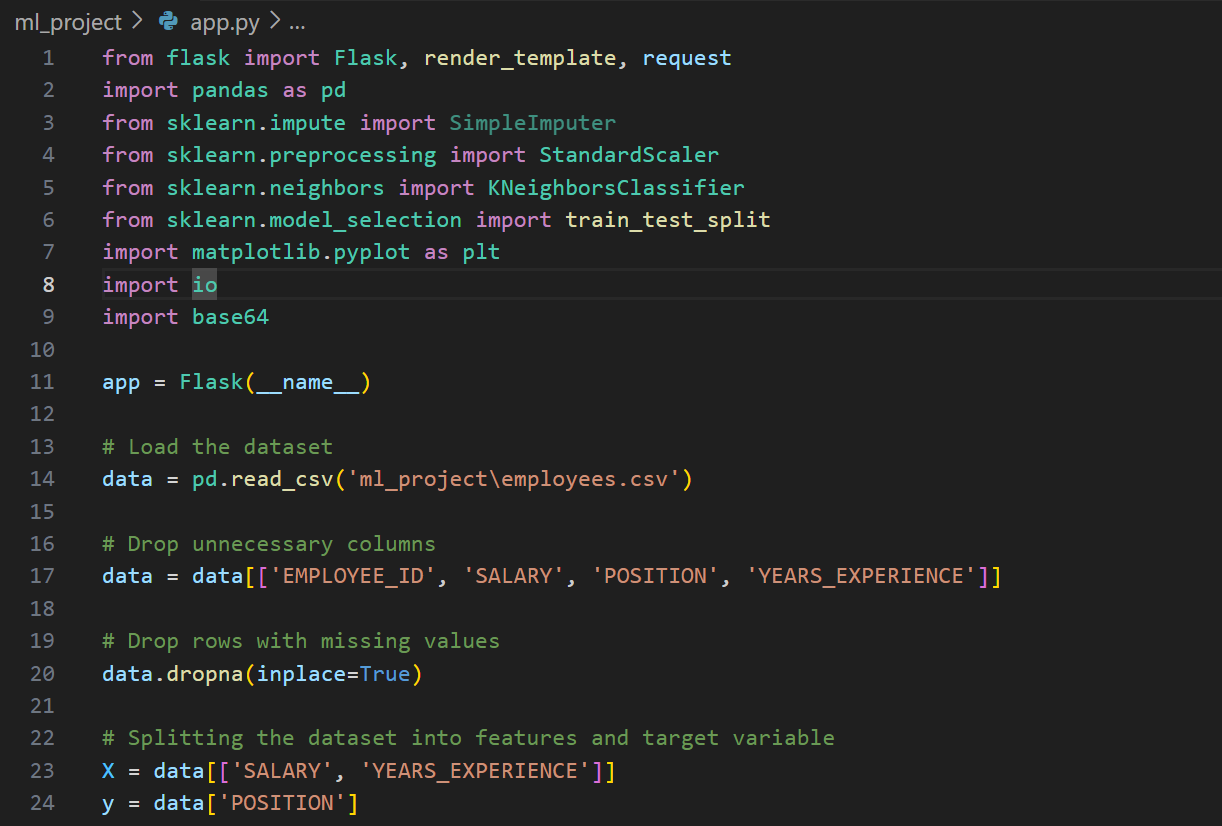 ml_project > app.py > ...
1 from flask import Flask, render_template, request
2 import pandas as pd
3 from sklearn.impute import SimpleImputer
4 from sklearn.preprocessing import StandardScaler
5 from sklearn.neighbors import KNeighborsClassifier
6 from sklearn.model_selection import train_test_split
7 import matplotlib.pyplot as plt
8 import io
9 import base64
10
11 app = Flask(__name__)
12
13 # Load the dataset
14 data = pd.read_csv('ml_project\employees.csv')
15
16 # Drop unnecessary columns
17 data = data[['EMPLOYEE_ID', 'SALARY', 'POSITION', 'YEARS_EXPERIENCE']]
18
19 # Drop rows with missing values
20 data.dropna(inplace=True)
21
22 # Splitting the dataset into features and target variable
23 X = data[['SALARY', 'YEARS_EXPERIENCE']]
24 y = data['POSITION']